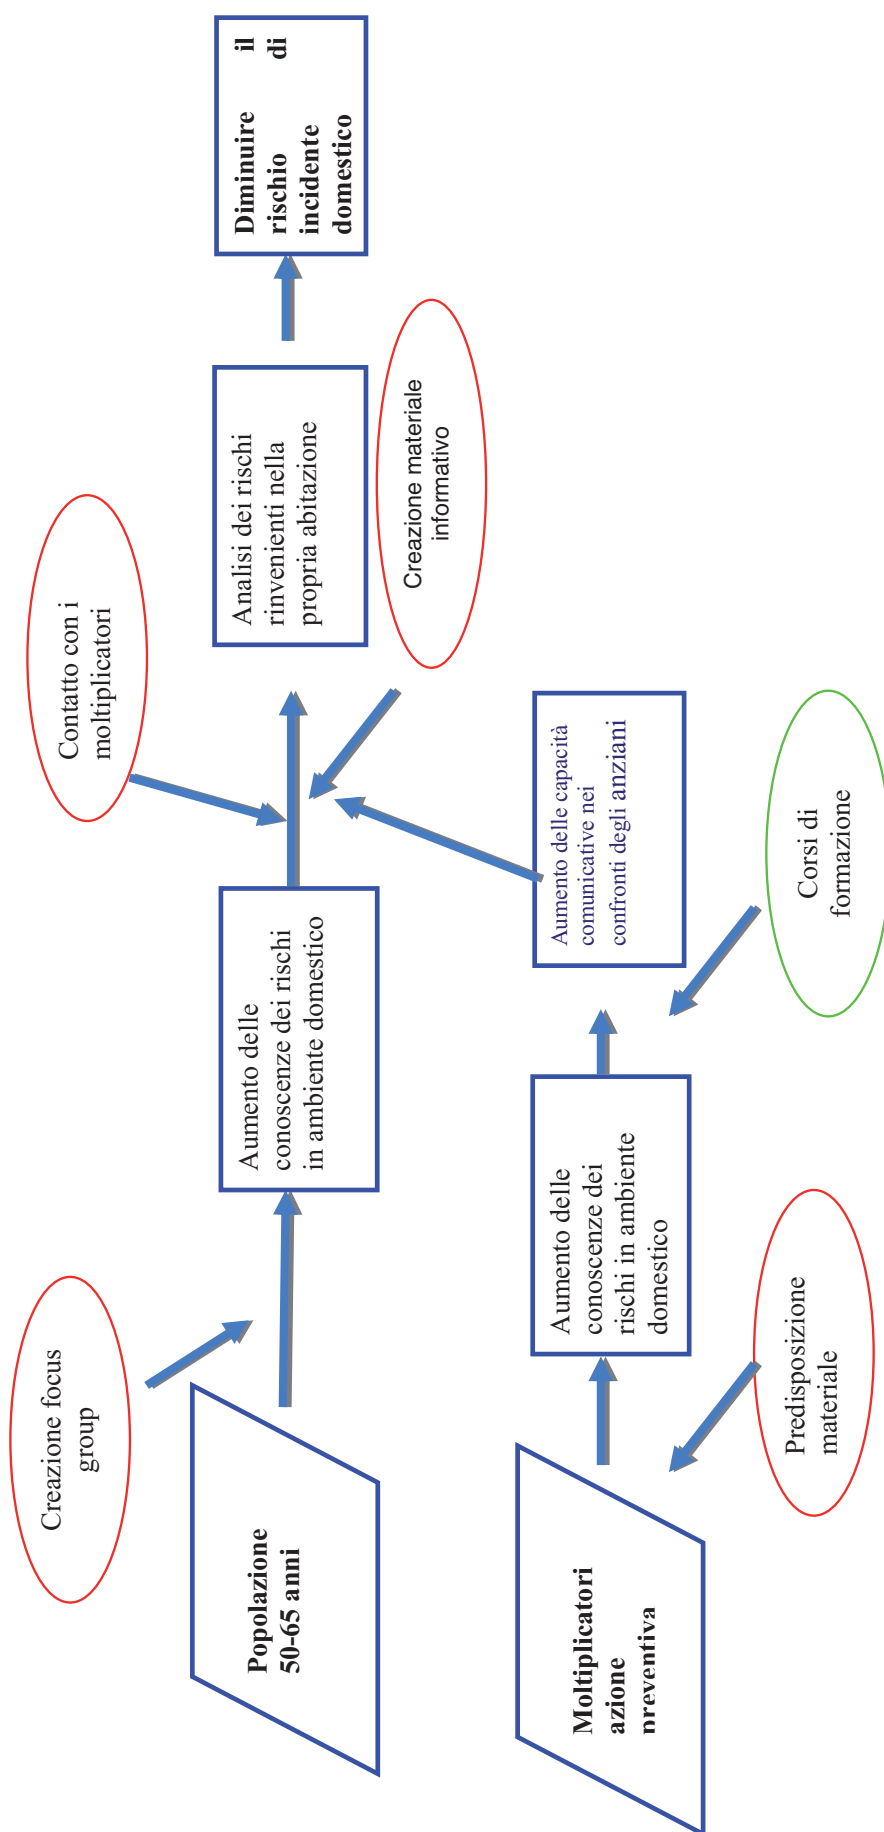 Creazione focus
group
Contatto con i
moltiplicatori
Popolazione
50-65 anni
Aumento delle
conoscenze dei rischi
in ambiente domestico
Analisi dei rischi
rinvenienti nella
propria abitazione
Diminuire il
rischio di
incidente
domestico
Creazione materiale
informativo
Moltiplicatori
azione
preventiva
Aumento delle
conoscenze dei
rischi in ambiente
domestico
Aumento delle capacità
comunicative nei
confronti degli anziani
Predisposizione
materiale
Corsi di
formazione